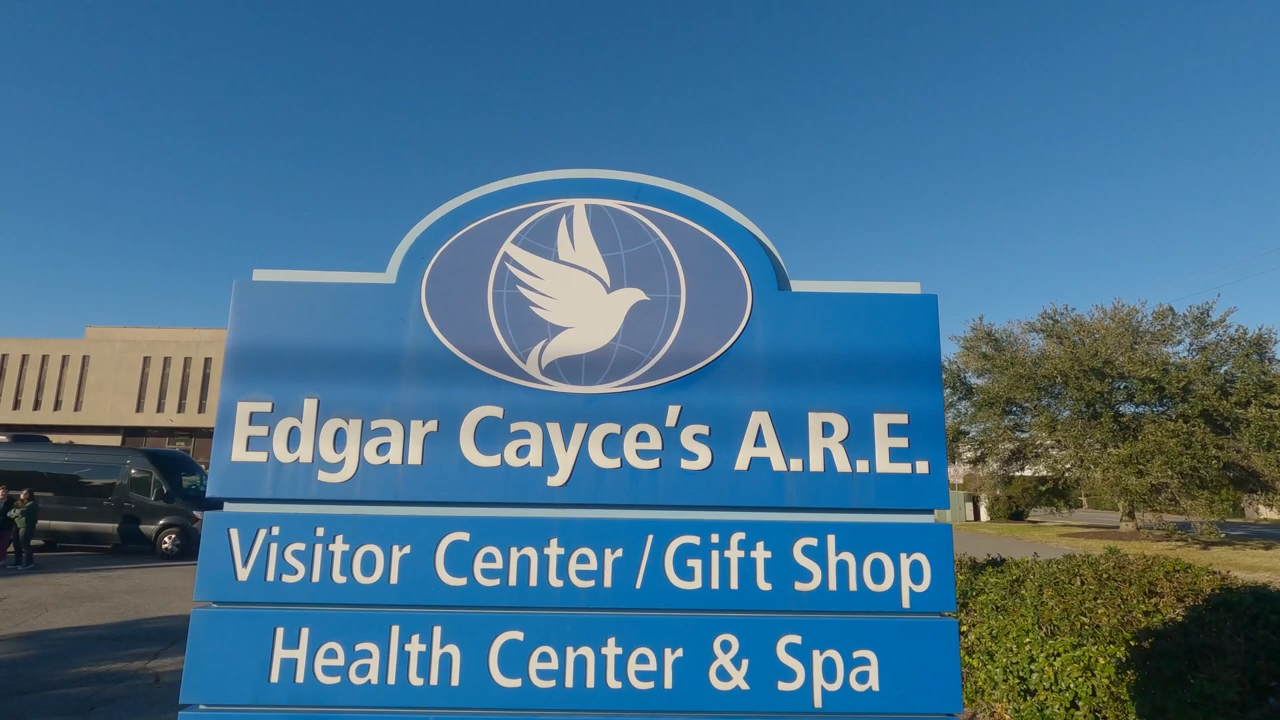 Edgar Cayce's A.R.E.
Visitor Center / Gift Shop
Health Center & Spa